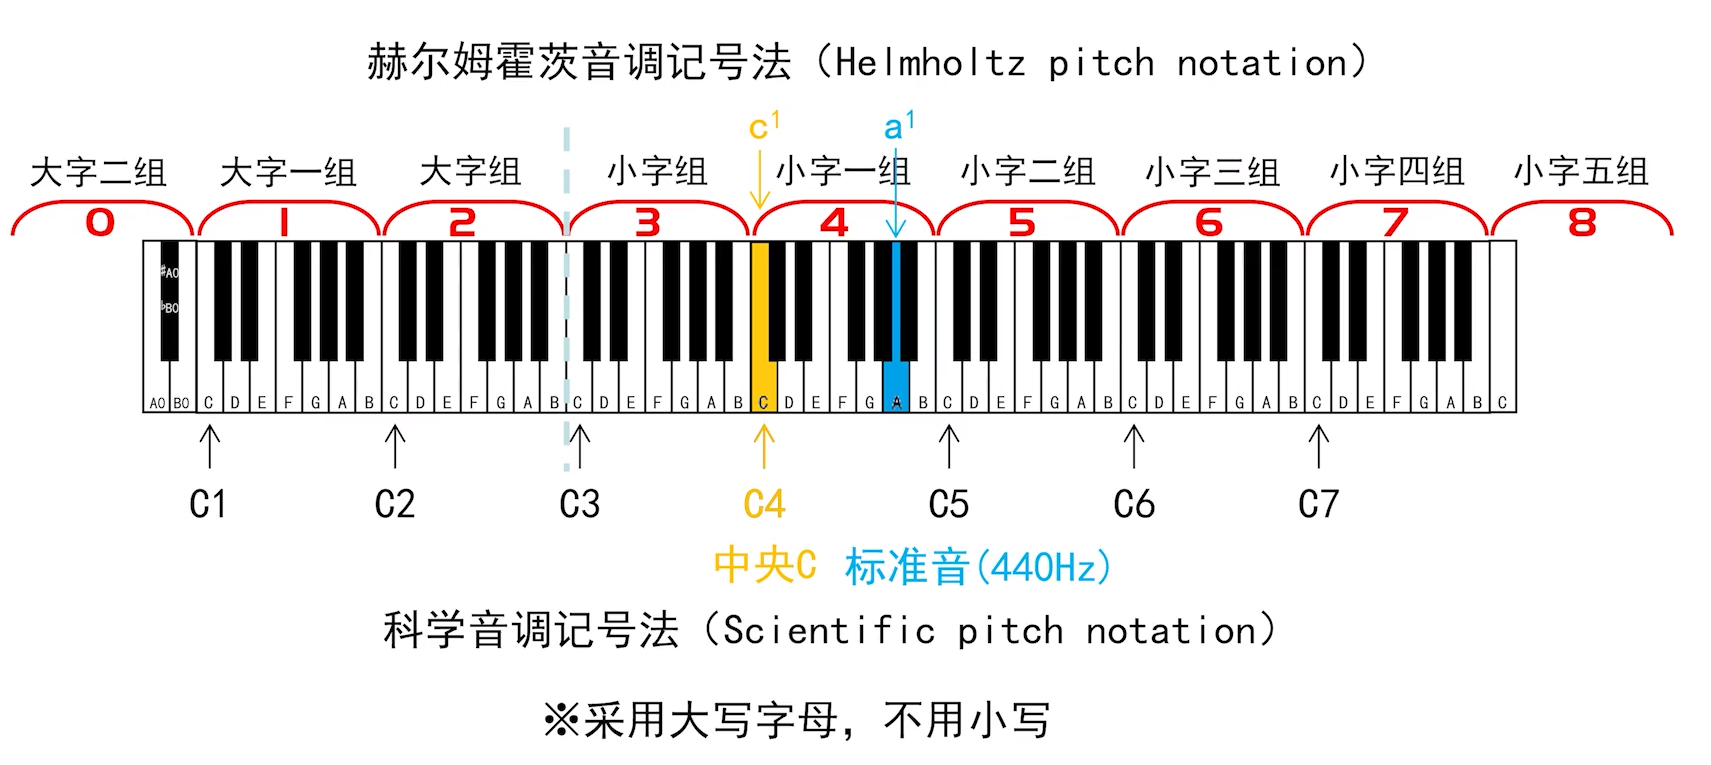 赫尔姆霍茨音调记号法（Helmholtz pitch notation）
c¹ a¹
大字二组 大字一组 大字组 小字组 小字一组 小字二组 小字三组 小字四组 小字五组
0 1 2 3 4 5 6 7 8
#A0
bB0
A0 B0 C D E F G A B C D E F G A B C D E F G A B C D E F G A B C D E F G A B C D E F G A B C D E F G A B C
C1 C2 C3 C4 C5 C6 C7
中央C 标准音(440Hz)
科学音调记号法（Scientific pitch notation）
※采用大写字母，不用小写